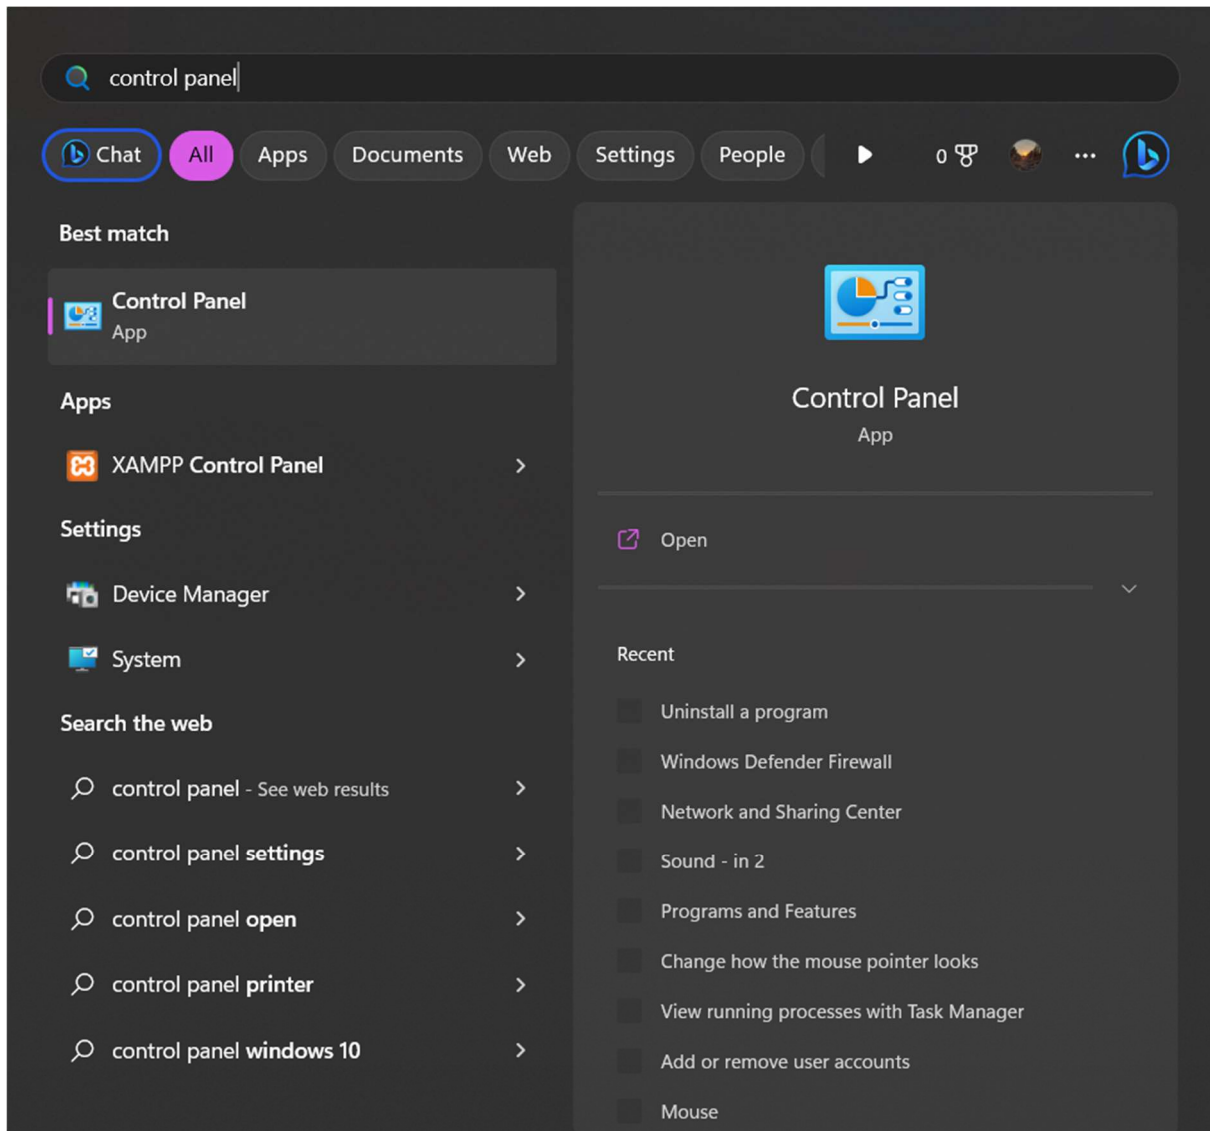 control panel
Chat
All
Apps
Documents
Web
Settings
People
0
Best match
Control Panel
App
Apps
XAMPP Control Panel
Settings
Device Manager
System
Search the web
control panel - See web results
control panel settings
control panel open
control panel printer
control panel windows 10
Control Panel
App
Open
Recent
Uninstall a program
Windows Defender Firewall
Network and Sharing Center
Sound - in 2
Programs and Features
Change how the mouse pointer looks
View running processes with Task Manager
Add or remove user accounts
Mouse